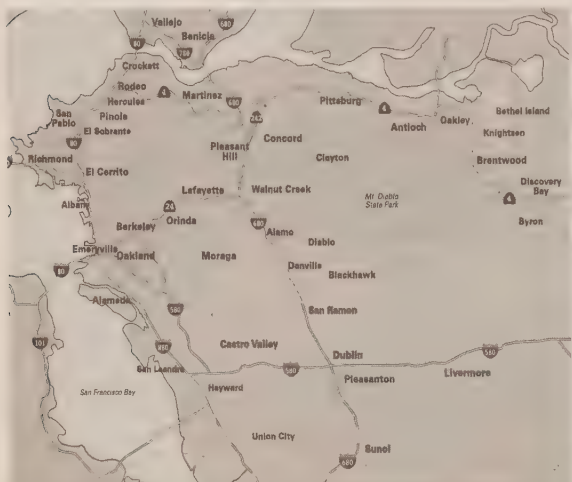 680
Vallejo
Benicia
80
780
Crockett
Rodeo
Hercules
4
Martinez
680
Pittsburg
4
San Pablo
Pinole
242
Antioch
Oakley
Bethel Island
El Sobrante
80
Concord
Knightsen
Pleasant Hill
Richmond
Clayton
Brentwood
El Cerrito
Lafayette
Walnut Creek
Mt. Diablo State Park
Discovery Bay
4
Albany
24
Orinda
Berkeley
680
Alamo
Byron
Diablo
Emeryville
Oakland
Moraga
Danville
80
Blackhawk
Alameda
580
San Ramon
101
880
Castro Valley
Dublin
580
San Leandro
580
Livermore
Hayward
Pleasanton
San Francisco Bay
Union City
Sunol
680